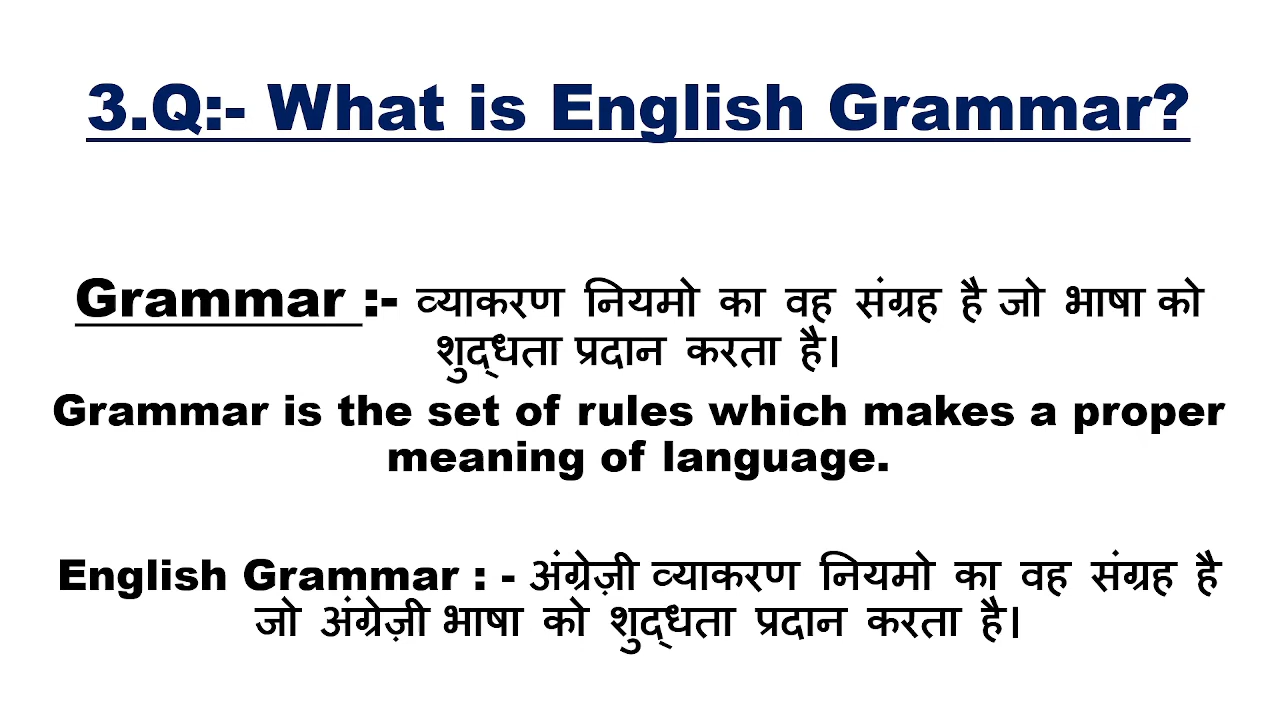 3.Q:- What is English Grammar?
Grammar :- व्याकरण नियमो का वह संग्रह है जो भाषा को
शुद्धता प्रदान करता है।
Grammar is the set of rules which makes a proper
meaning of language.
English Grammar : - अंग्रेज़ी व्याकरण नियमो का वह संग्रह है
जो अंग्रेज़ी भाषा को शुद्धता प्रदान करता है।